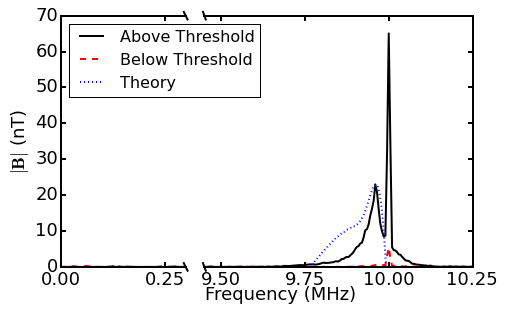 70
60
50
40
30
20
10
0
|B| (nT)
Above Threshold
Below Threshold
Theory
0.00 0.25 9.50 9.75 10.00 10.25
Frequency (MHz)